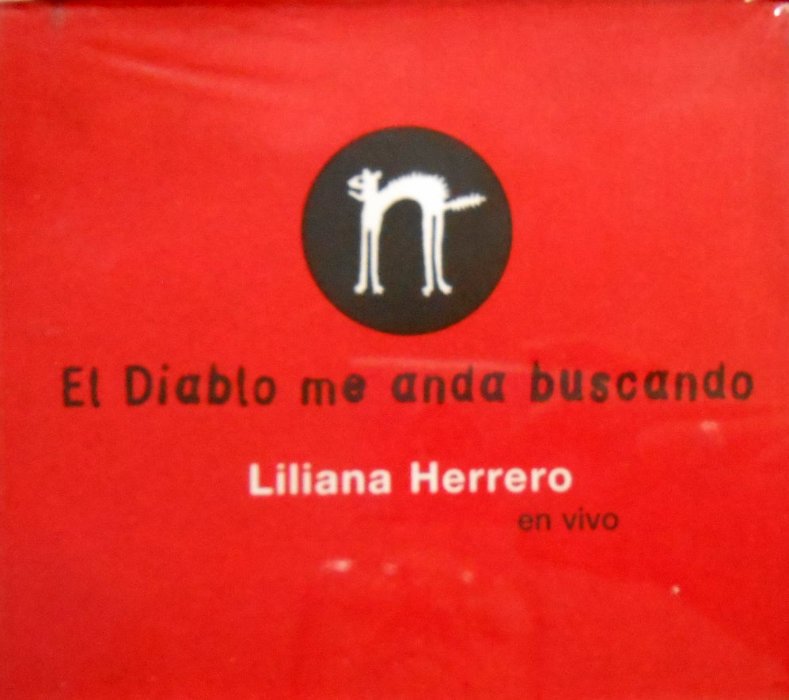 El Diablo me anda buscando
Liliana Herrero
en vivo